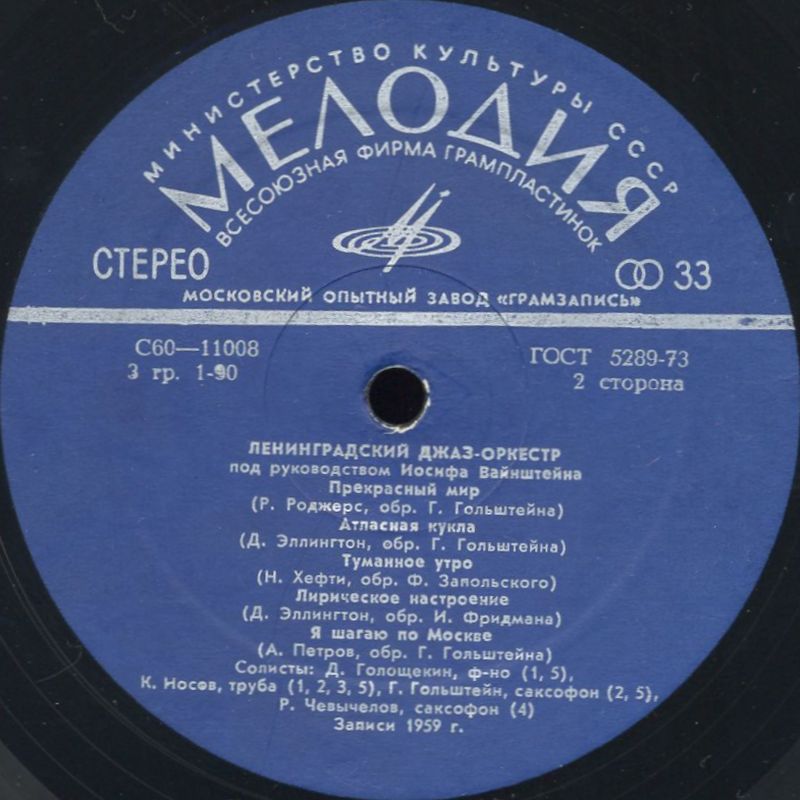 МИНИСТЕРСТВО КУЛЬТУРЫ СССР
МЕЛОДИЯ
ВСЕСОЮЗНАЯ ФИРМА ГРАМПЛАСТИНОК
СТЕРЕО
33
МОСКОВСКИЙ ОПЫТНЫЙ ЗАВОД «ГРАМЗАПИСЬ»
С60—11008
ГОСТ 5289-73
3 гр. 1-90
2 сторона
ЛЕНИНГРАДСКИЙ ДЖАЗ-ОРКЕСТР
под руководством Иосифа Вайнштейна
Прекрасный мир
(Р. Роджерс, обр. Г. Гольштейна)
Атласная кукла
(Д. Эллингтон, обр. Г. Гольштейна)
Туманное утро
(Н. Хефти, обр. Ф. Запольского)
Лирическое настроение
(Д. Эллингтон, обр. И. Фридмана)
Я шагаю по Москве
(А. Петров, обр. Г. Гольштейна)
Солисты: Д. Голощекин, ф-но (1, 5),
К. Носов, труба (1, 2, 3, 5), Г. Гольштейн, саксофон (2, 5),
Р. Чевычелов, саксофон (4)
Записи 1959 г.